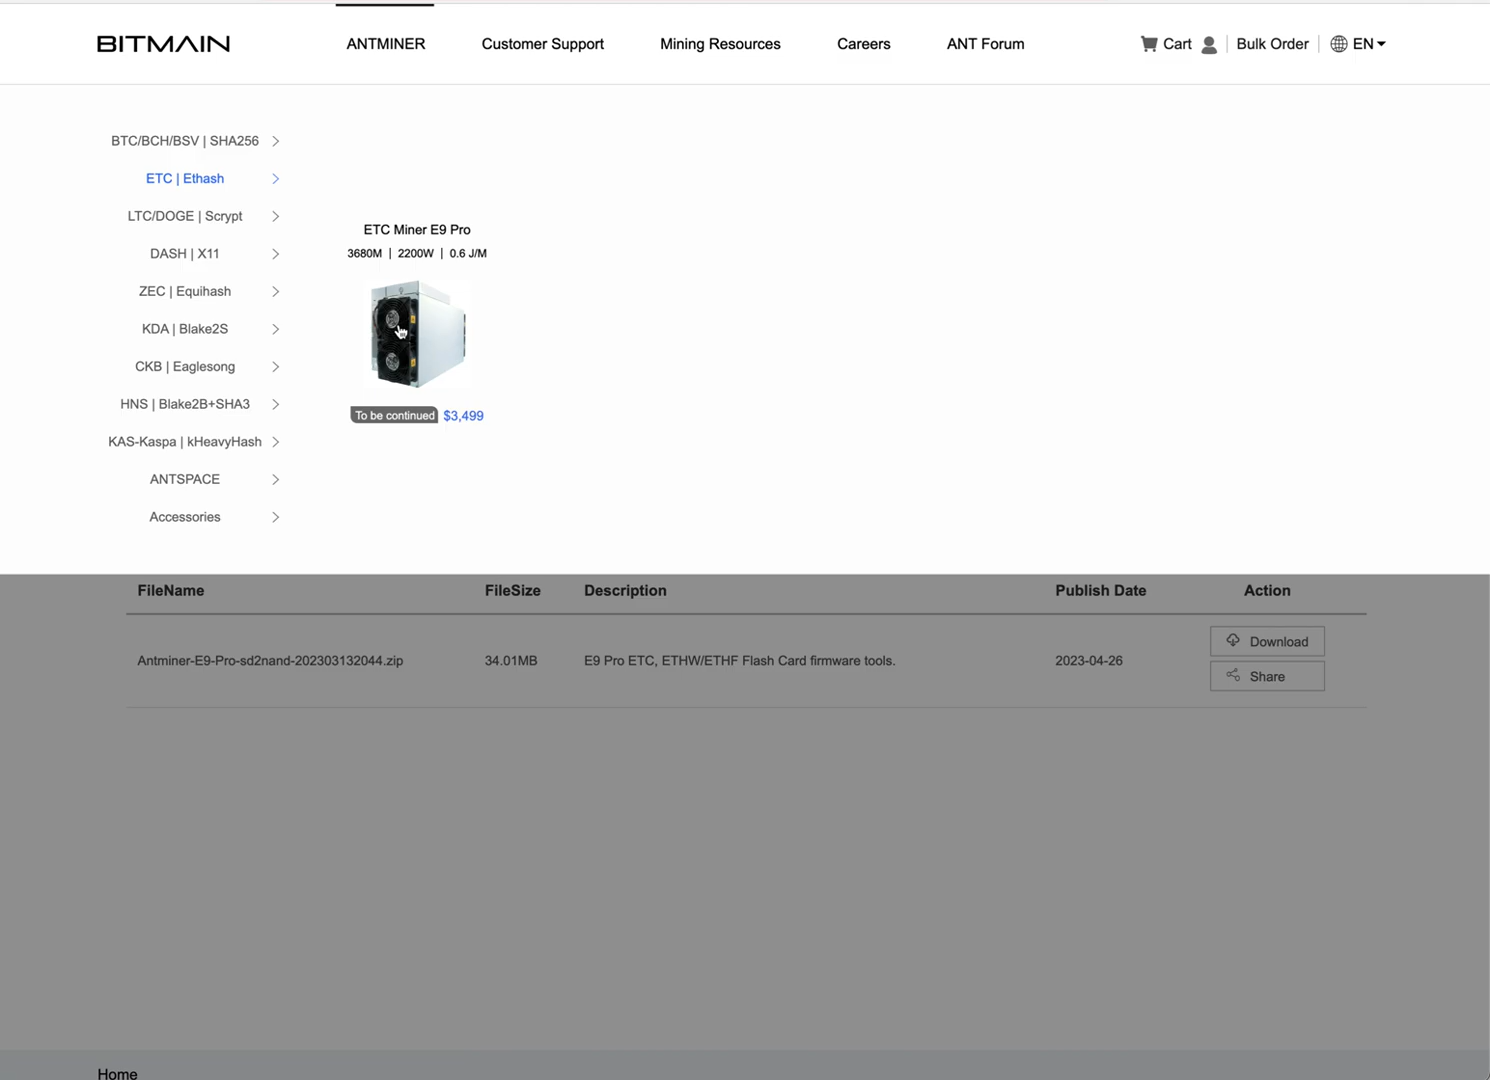 BITMAIN
ANTMINER
Customer Support
Mining Resources
Careers
ANT Forum
Cart
Bulk Order
EN
BTC/BCH/BSV | SHA256
ETC | Ethash
LTC/DOGE | Scrypt
DASH | X11
ZEC | Equihash
KDA | Blake2S
CKB | Eaglesong
HNS | Blake2B+SHA3
KAS-Kaspa | kHeavyHash
ANTSPACE
Accessories
ETC Miner E9 Pro
3680M | 2200W | 0.6 J/M
To be continued $3,499
FileName FileSize Description Publish Date Action
Antminer-E9-Pro-sd2nand-202303132044.zip 34.01MB E9 Pro ETC, ETHW/ETHF Flash Card firmware tools. 2023-04-26
Download
Share
Home